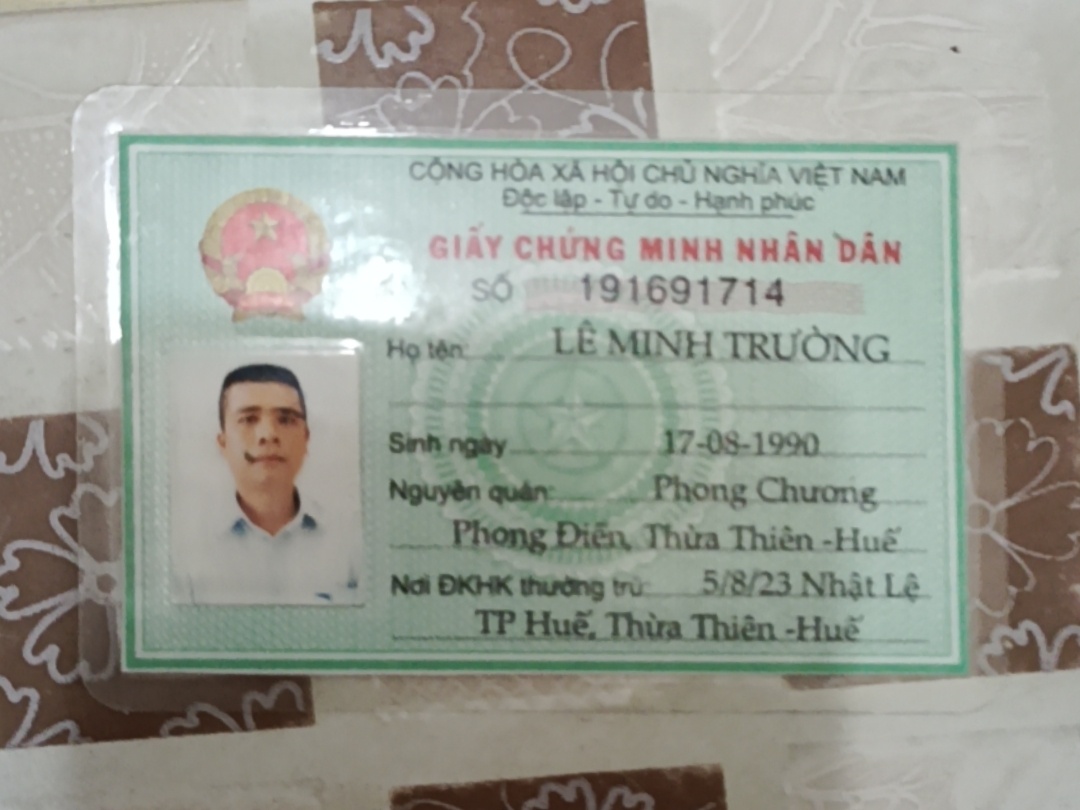 CỘNG HÒA XÃ HỘI CHỦ NGHĨA VIỆT NAM
Độc lập - Tự do - Hạnh phúc
GIẤY CHỨNG MINH NHÂN DÂN
SỐ 191691714
Họ tên: LÊ MINH TRƯỜNG
Sinh ngày 17-08-1990
Nguyên quán: Phong Chương
Phong Điền, Thừa Thiên -Huế
Nơi ĐKHK thường trú: 5/8/23 Nhật Lệ
TP Huế, Thừa Thiên -Huế